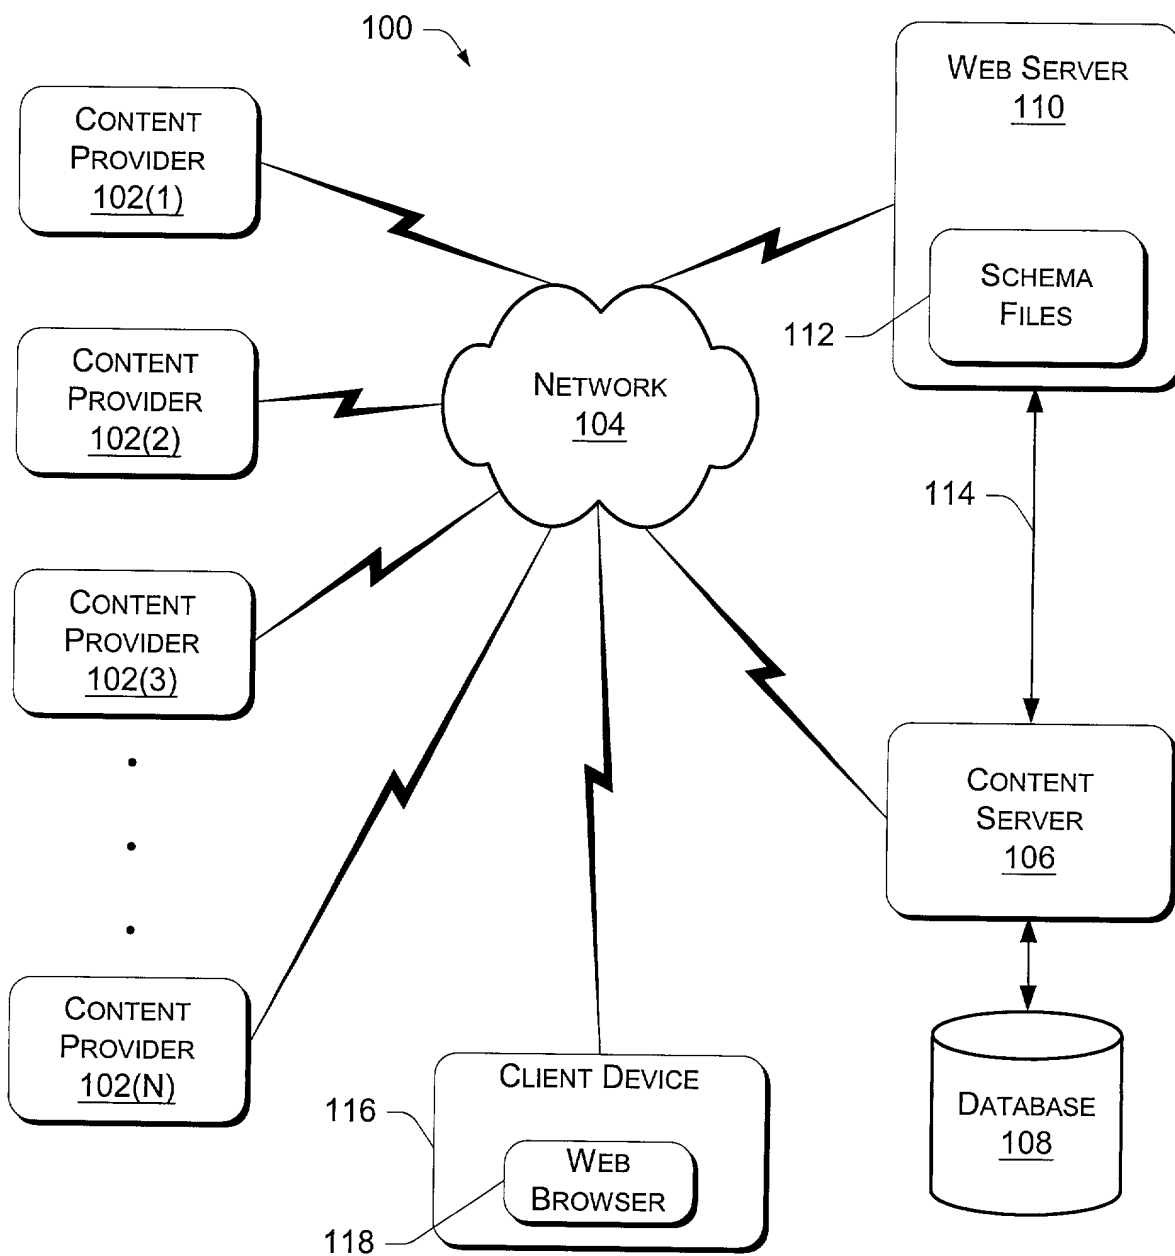 100
WEB SERVER
110
SCHEMA
FILES
112
CONTENT
PROVIDER
102(1)
CONTENT
PROVIDER
102(2)
NETWORK
104
114
CONTENT
PROVIDER
102(3)
CONTENT
SERVER
106
CONTENT
PROVIDER
102(N)
CLIENT DEVICE
116
WEB
BROWSER
118
DATABASE
108